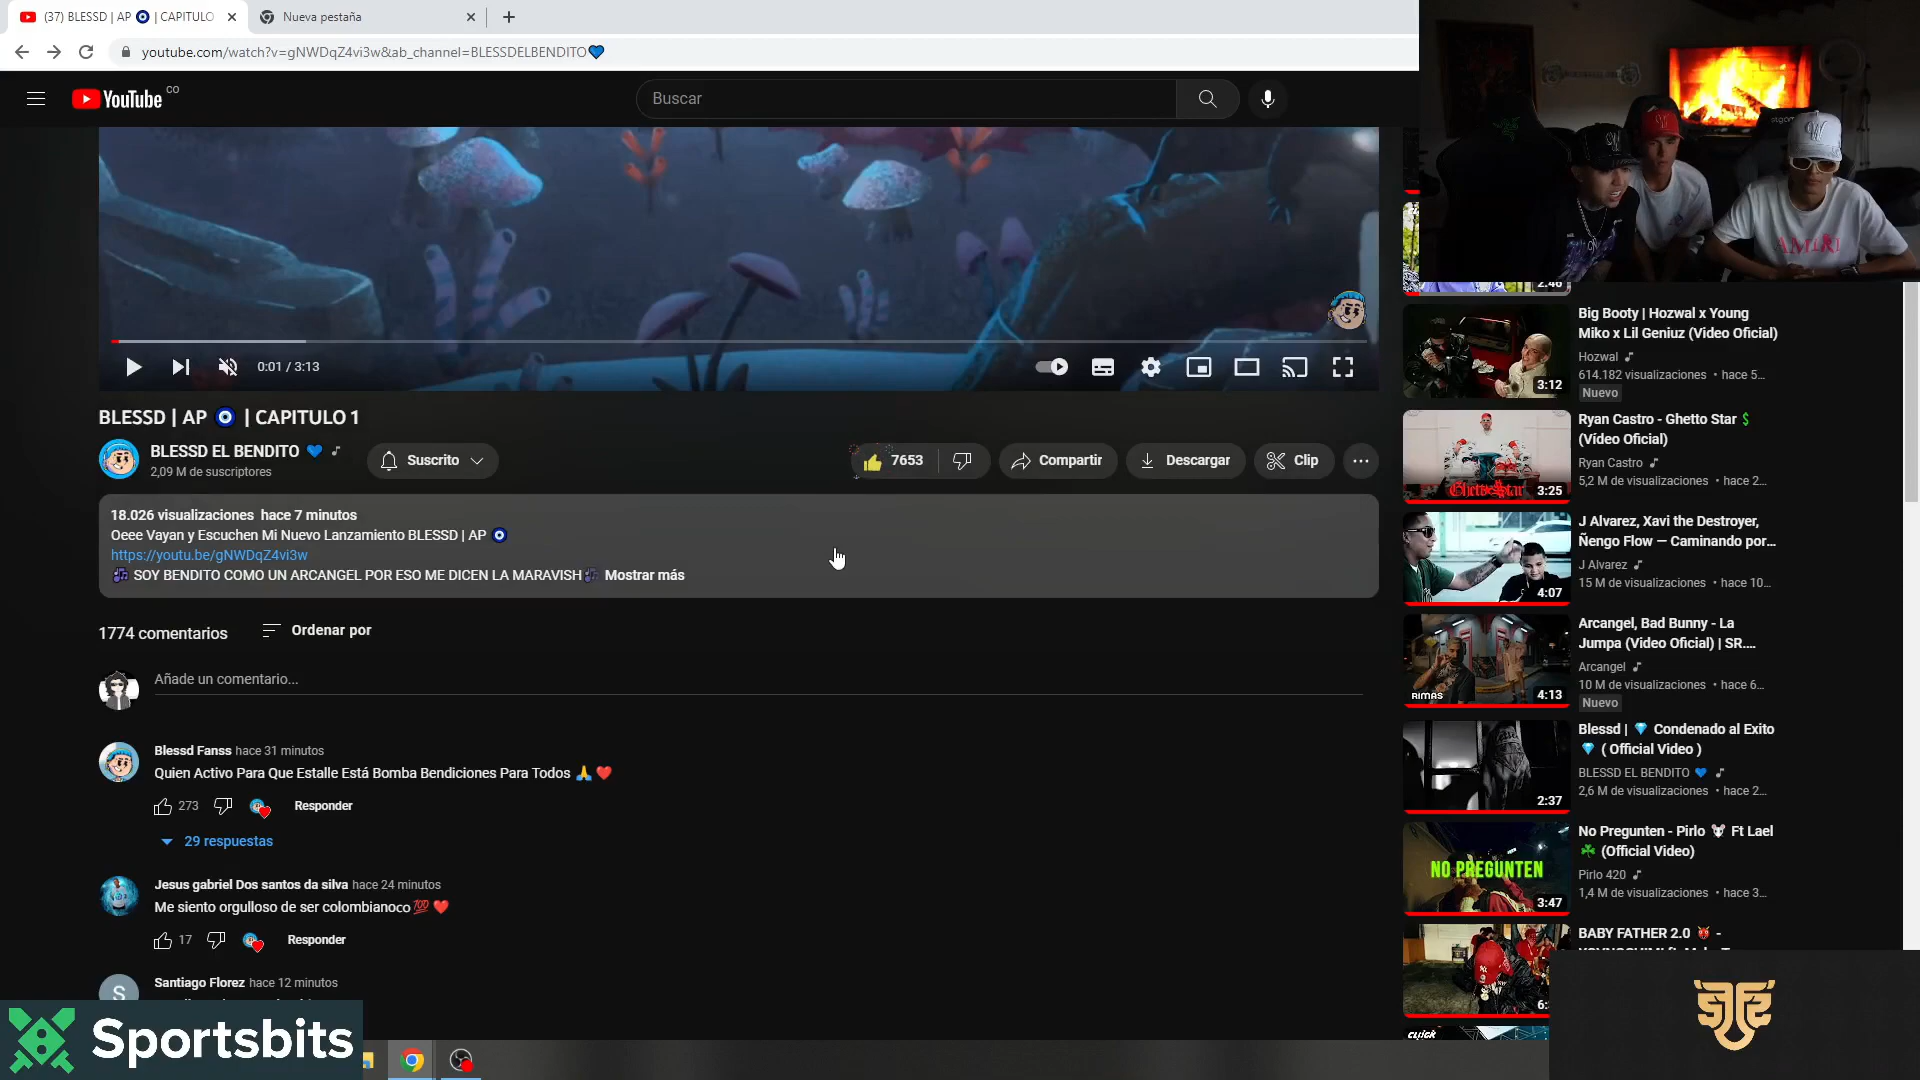 (37) BLESSD | AP 🧿 | CAPITULO
Nueva pestaña
youtube.com/watch?v=gNWDqZ4vi3w&ab_channel=BLESSDELBENDITO💙
YouTube CO
Buscar
0:01 / 3:13
BLESSD | AP 🧿 | CAPITULO 1
BLESSD EL BENDITO 💙
2,09 M de suscriptores
Suscrito
7653
Compartir
Descargar
Clip
18.026 visualizaciones hace 7 minutos
Oeee Vayan y Escuchen Mi Nuevo Lanzamiento BLESSD | AP 🧿
https://youtu.be/gNWDqZ4vi3w
🎶 SOY BENDITO COMO UN ARCANGEL POR ESO ME DICEN LA MARAVISH🎶 Mostrar más
1774 comentarios
Ordenar por
Añade un comentario...
Blessd Fanss hace 31 minutos
Quien Activo Para Que Estalle Está Bomba Bendiciones Para Todos 🙏 ❤️
273
Responder
29 respuestas
Jesus gabriel Dos santos da silva hace 24 minutos
Me siento orgulloso de ser colombianoco💯 ❤️
17
Responder
Santiago Florez hace 12 minutos
S
Sportsbits
AMIRI
2:46
Big Booty | Hozwal x Young
Miko x Lil Geniuz (Video Oficial)
Hozwal
614.182 visualizaciones • hace 5...
Nuevo
3:12
Ryan Castro - Ghetto Star 💲
(Vídeo Oficial)
Ryan Castro
5,2 M de visualizaciones • hace 2...
Ghetto Star
3:25
J Alvarez, Xavi the Destroyer,
Ñengo Flow — Caminando por...
J Alvarez
15 M de visualizaciones • hace 10...
4:07
Arcangel, Bad Bunny - La
Jumpa (Video Oficial) | SR....
Arcangel
10 M de visualizaciones • hace 6...
Nuevo
RIMAS
4:13
Blessd | 💎 Condenado al Exito
💎 ( Official Video )
BLESSD EL BENDITO 💙
2,6 M de visualizaciones • hace 2...
2:37
No Pregunten - Pirlo 🐭 Ft Lael
☘️ (Official Video)
Pirlo 420
1,4 M de visualizaciones • hace 3...
NO PREGUNTEN
3:47
BABY FATHER 2.0 👹 -
6:
CLICK